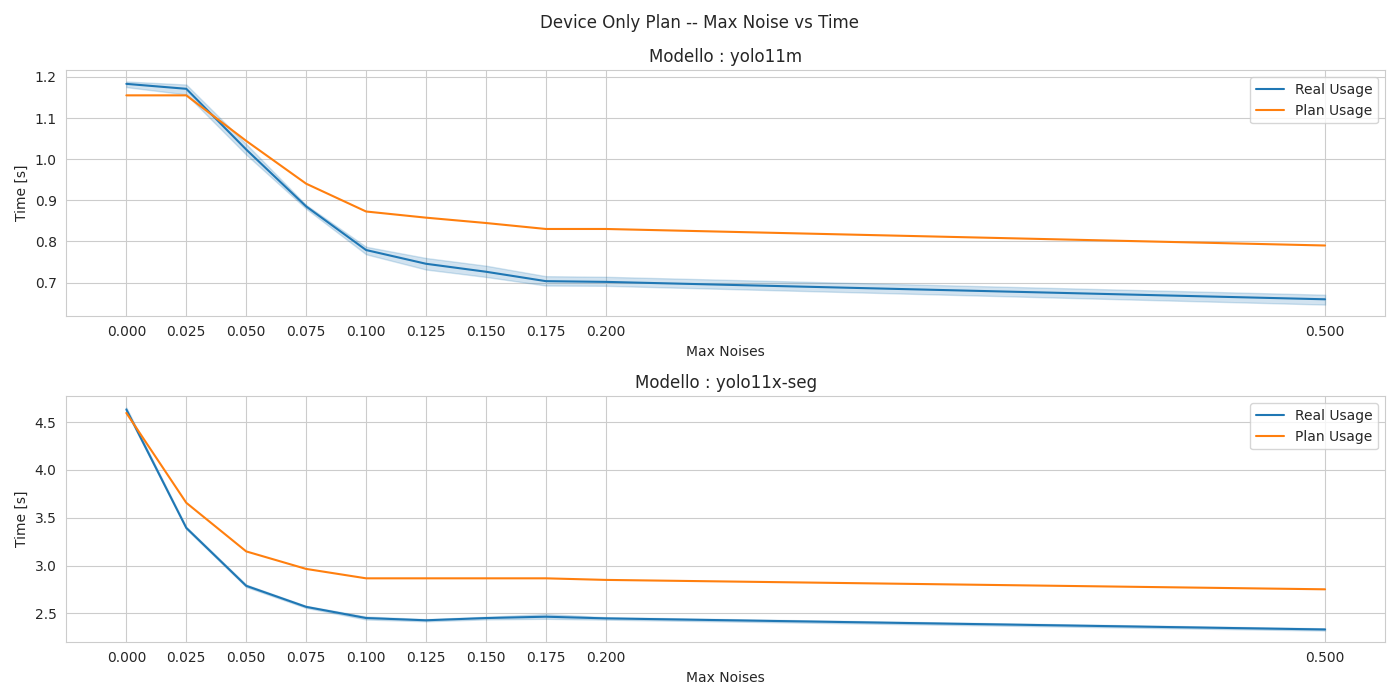 Device Only Plan -- Max Noise vs Time
Modello : yolo11m
Real Usage
Plan Usage
Time [s]
1.2
1.1
1.0
0.9
0.8
0.7
0.000 0.025 0.050 0.075 0.100 0.125 0.150 0.175 0.200 0.500
Max Noises
Modello : yolo11x-seg
Real Usage
Plan Usage
Time [s]
4.5
4.0
3.5
3.0
2.5
0.000 0.025 0.050 0.075 0.100 0.125 0.150 0.175 0.200 0.500
Max Noises